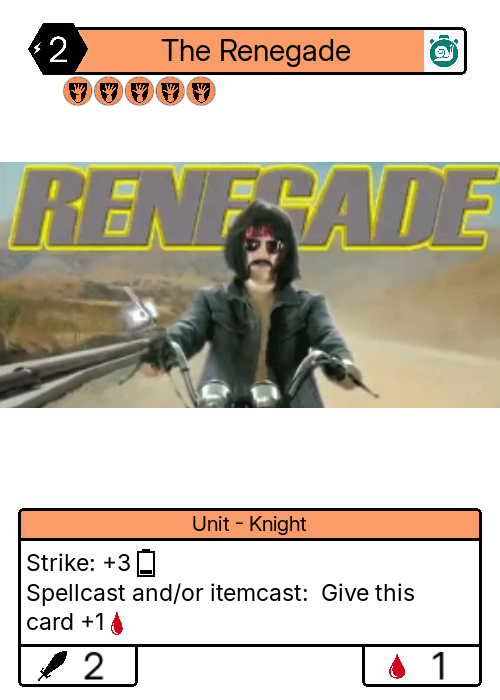 2
The Renegade
RENEGADE
Unit - Knight
Strike: +3
Spellcast and/or itemcast:  Give this
card +1
2
1